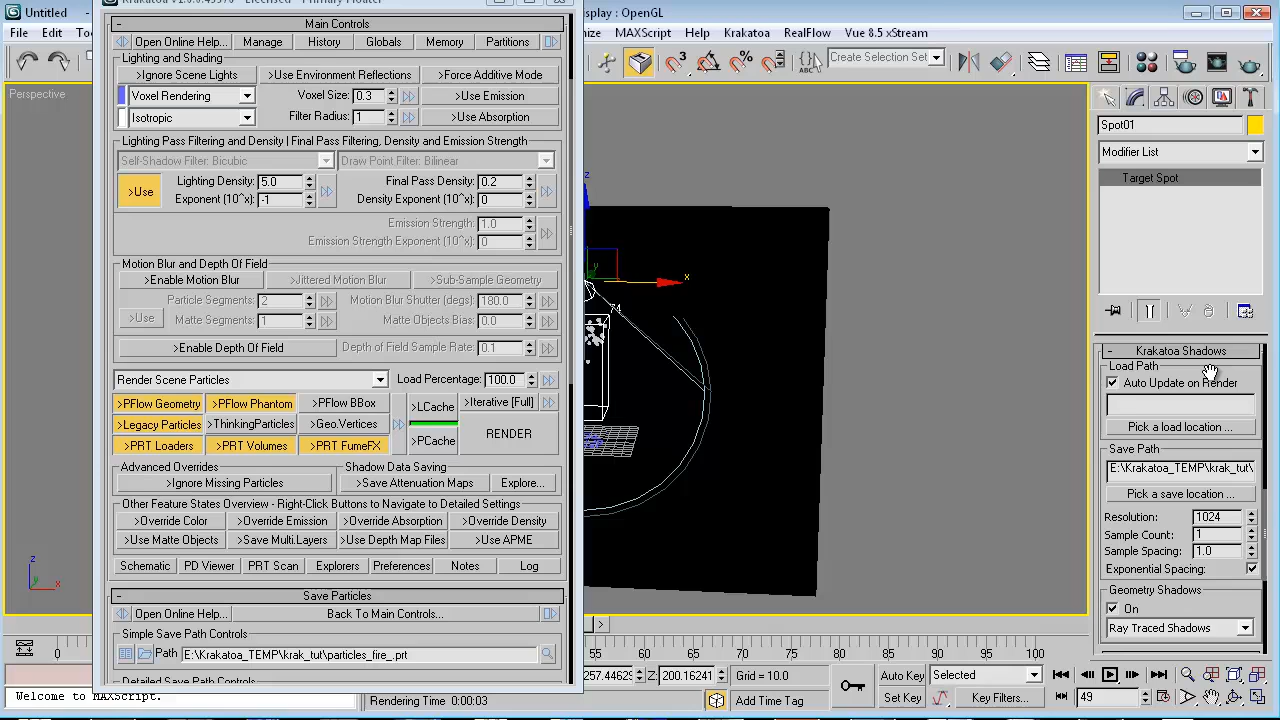 Untitled
Krakatoa v1.6.0.43570 - Licensed - Primary Floater
isplay : OpenGL
File Edit
MAXScript Help Krakatoa RealFlow Vue 8.5 xStream
Create Selection Set
Perspective
- Main Controls
Open Online Help... Manage History Globals Memory Partitions
Lighting and Shading
>Ignore Scene Lights >Use Environment Reflections >Force Additive Mode
Voxel Rendering Voxel Size: 0.3 >Use Emission
Isotropic Filter Radius: 1 >Use Absorption
Lighting Pass Filtering and Density | Final Pass Filtering, Density and Emission Strength
Self-Shadow Filter: Bicubic Draw Point Filter: Bilinear
>Use Lighting Density: 5.0 Final Pass Density: 0.2
Exponent (10^x): -1 Density Exponent (10^x): 0
Emission Strength: 1.0
Emission Strength Exponent (10^x): 0
Motion Blur and Depth Of Field
>Enable Motion Blur >Jittered Motion Blur >Sub-Sample Geometry
>Use Particle Segments: 2 Motion Blur Shutter (degs): 180.0
Matte Segments: 1 Matte Objects Bias: 0.0
>Enable Depth Of Field Depth of Field Sample Rate: 0.1
Render Scene Particles Load Percentage: 100.0
>PFlow Geometry >PFlow Phantom >PFlow BBox >LCache >Iterative [Full]
>Legacy Particles >ThinkingParticles >Geo.Vertices RENDER
>PRT Loaders >PRT Volumes >PRT FumeFX >PCache
Advanced Overrides Shadow Data Saving
>Ignore Missing Particles >Save Attenuation Maps Explore...
Other Feature States Overview - Right-Click Buttons to Navigate to Detailed Settings
>Override Color >Override Emission >Override Absorption >Override Density
>Use Matte Objects >Save Multi.Layers >Use Depth Map Files >Use APME
Schematic PD Viewer PRT Scan Explorers Preferences Notes Log
- Save Particles
Open Online Help... Back To Main Controls...
Simple Save Path Controls
Path E:\Krakatoa_TEMP\krak_tut\particles_fire_.prt
Detailed Save Path Controls
z
x
y
74
z
y x
Spot01
Modifier List
Target Spot
- Krakatoa Shadows
Load Path
Auto Update on Render
Pick a load location ...
Save Path
E:\Krakatoa_TEMP\krak_tut\
Pick a save location ...
Resolution: 1024
Sample Count: 1
Sample Spacing: 1.0
Exponential Spacing:
Geometry Shadows
On
Ray Traced Shadows
0 55 60 65 70 75 80 85 90 95 100
257.4462 Z: 200.16241 Grid = 10.0 Auto Key Selected
Welcome to MAXScript. Rendering Time 0:00:03 Add Time Tag Set Key Key Filters... 49